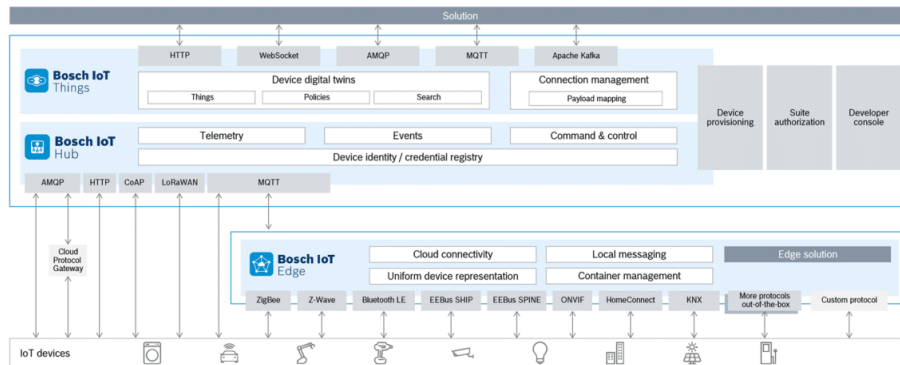 Solution
HTTP
WebSocket
AMQP
MQTT
Apache Kafka
Bosch IoT
Things
Device digital twins
Things
Policies
Search
Connection management
Payload mapping
Device
provisioning
Suite
authorization
Developer
console
Bosch IoT
Hub
Telemetry
Events
Command & control
Device identity / credential registry
AMQP
HTTP
CoAP
LoRaWAN
MQTT
Cloud
Protocol
Gateway
Bosch IoT
Edge
Cloud connectivity
Local messaging
Edge solution
Uniform device representation
Container management
ZigBee
Z-Wave
Bluetooth LE
EEBus SHIP
EEBus SPINE
ONVIF
HomeConnect
KNX
More protocols
out-of-the-box
Custom protocol
IoT devices